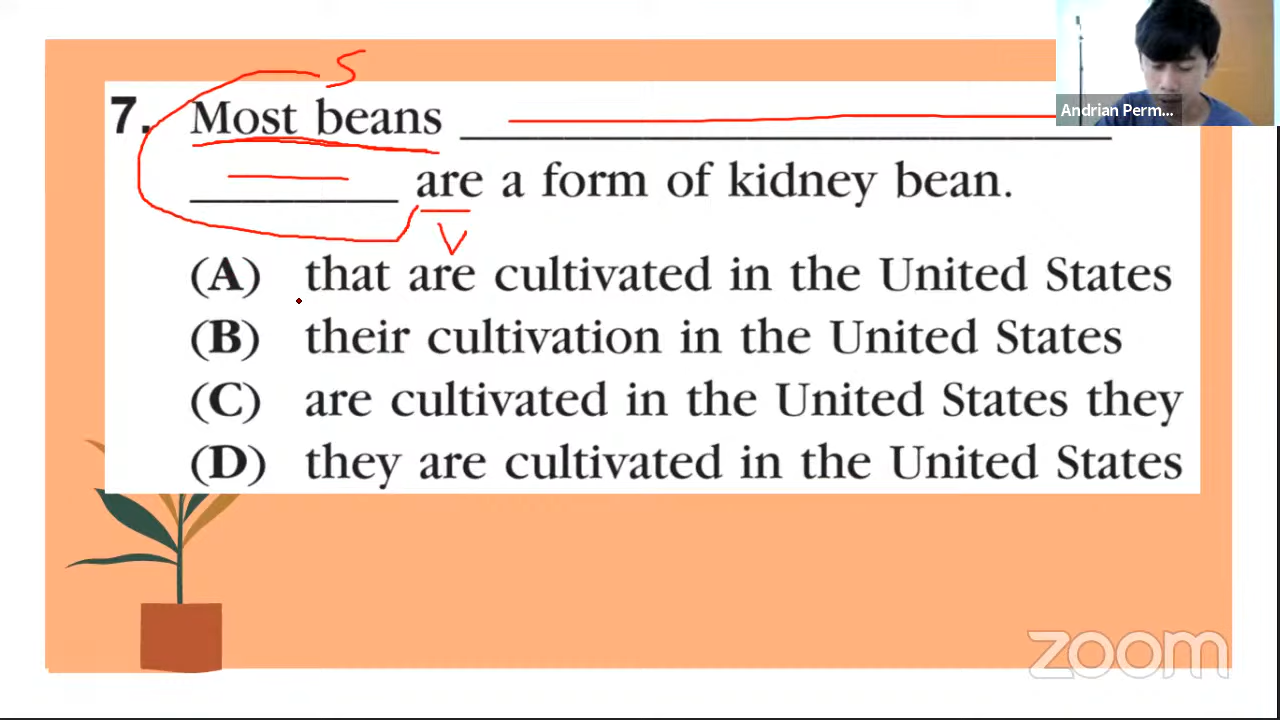 S
Andrian Perm...
7. Most beans
are a form of kidney bean.
V
(A) that are cultivated in the United States
(B) their cultivation in the United States
(C) are cultivated in the United States they
(D) they are cultivated in the United States
zoom